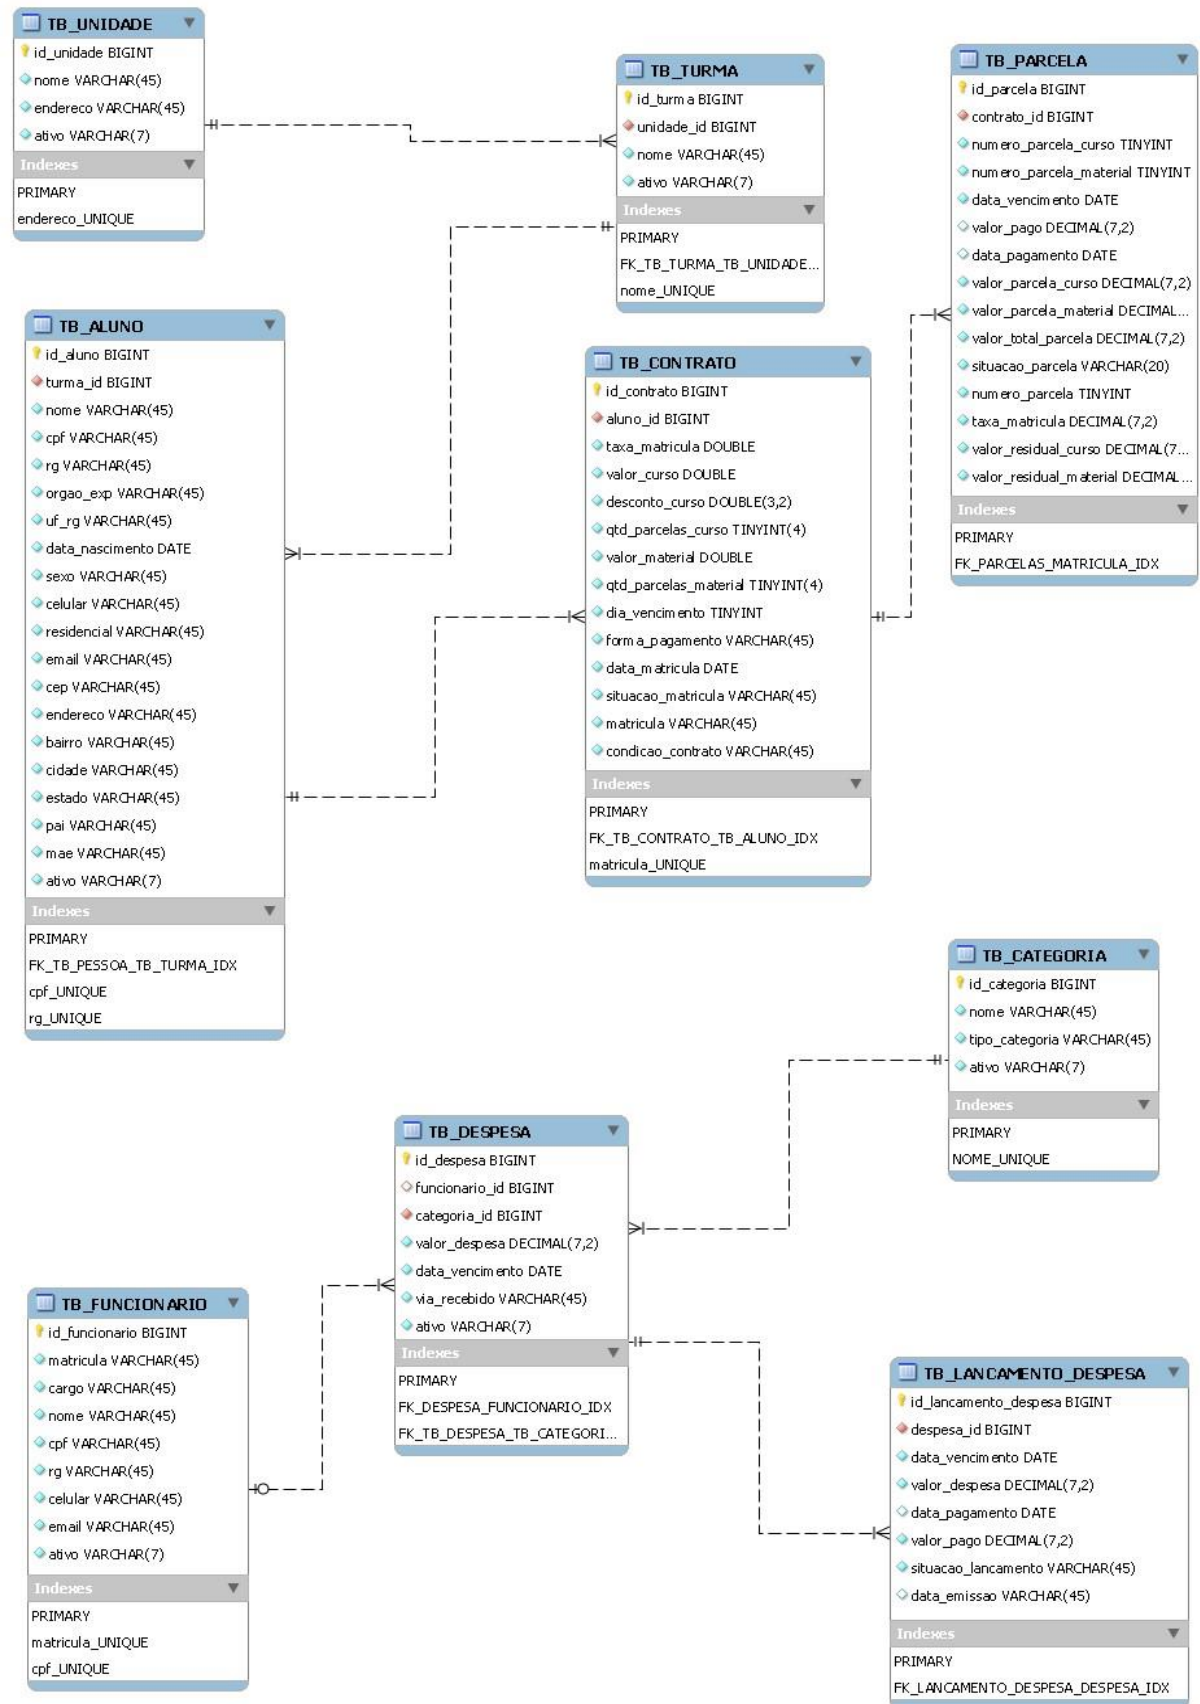 TB_UNIDADE
id_unidade BIGINT
nome VARCHAR(45)
endereco VARCHAR(45)
ativo VARCHAR(7)
Indexes
PRIMARY
endereco_UNIQUE
TB_TURMA
id_turma BIGINT
unidade_id BIGINT
nome VARCHAR(45)
ativo VARCHAR(7)
Indexes
PRIMARY
FK_TB_TURMA_TB_UNIDADE...
nome_UNIQUE
TB_PARCELA
id_parcela BIGINT
contrato_id BIGINT
numero_parcela_curso TINYINT
numero_parcela_material TINYINT
data_vencimento DATE
valor_pago DECIMAL(7,2)
data_pagamento DATE
valor_parcela_curso DECIMAL(7,2)
valor_parcela_material DECIMAL...
valor_total_parcela DECIMAL(7,2)
situacao_parcela VARCHAR(20)
numero_parcela TINYINT
taxa_matricula DECIMAL(7,2)
valor_residual_curso DECIMAL(7...
valor_residual_material DECIMAL...
Indexes
PRIMARY
FK_PARCELAS_MATRICULA_IDX
TB_ALUNO
id_aluno BIGINT
turma_id BIGINT
nome VARCHAR(45)
cpf VARCHAR(45)
rg VARCHAR(45)
orgao_exp VARCHAR(45)
uf_rg VARCHAR(45)
data_nascimento DATE
sexo VARCHAR(45)
celular VARCHAR(45)
residencial VARCHAR(45)
email VARCHAR(45)
cep VARCHAR(45)
endereco VARCHAR(45)
bairro VARCHAR(45)
cidade VARCHAR(45)
estado VARCHAR(45)
pai VARCHAR(45)
mae VARCHAR(45)
ativo VARCHAR(7)
Indexes
PRIMARY
FK_TB_PESSOA_TB_TURMA_IDX
cpf_UNIQUE
rg_UNIQUE
TB_CONTRATO
id_contrato BIGINT
aluno_id BIGINT
taxa_matricula DOUBLE
valor_curso DOUBLE
desconto_curso DOUBLE(3,2)
qtd_parcelas_curso TINYINT(4)
valor_material DOUBLE
qtd_parcelas_material TINYINT(4)
dia_vencimento TINYINT
forma_pagamento VARCHAR(45)
data_matricula DATE
situacao_matricula VARCHAR(45)
matricula VARCHAR(45)
condicao_contrato VARCHAR(45)
Indexes
PRIMARY
FK_TB_CONTRATO_TB_ALUNO_IDX
matricula_UNIQUE
TB_CATEGORIA
id_categoria BIGINT
nome VARCHAR(45)
tipo_categoria VARCHAR(45)
ativo VARCHAR(7)
Indexes
PRIMARY
NOME_UNIQUE
TB_DESPESA
id_despesa BIGINT
funcionario_id BIGINT
categoria_id BIGINT
valor_despesa DECIMAL(7,2)
data_vencimento DATE
via_recebido VARCHAR(45)
ativo VARCHAR(7)
Indexes
PRIMARY
FK_DESPESA_FUNCIONARIO_IDX
FK_TB_DESPESA_TB_CATEGORI...
TB_FUNCIONARIO
id_funcionario BIGINT
matricula VARCHAR(45)
cargo VARCHAR(45)
nome VARCHAR(45)
cpf VARCHAR(45)
rg VARCHAR(45)
celular VARCHAR(45)
email VARCHAR(45)
ativo VARCHAR(7)
Indexes
PRIMARY
matricula_UNIQUE
cpf_UNIQUE
TB_LANCAMENTO_DESPESA
id_lancamento_despesa BIGINT
despesa_id BIGINT
data_vencimento DATE
valor_despesa DECIMAL(7,2)
data_pagamento DATE
valor_pago DECIMAL(7,2)
situacao_lancamento VARCHAR(45)
data_emissao VARCHAR(45)
Indexes
PRIMARY
FK_LANCAMENTO_DESPESA_DESPESA_IDX